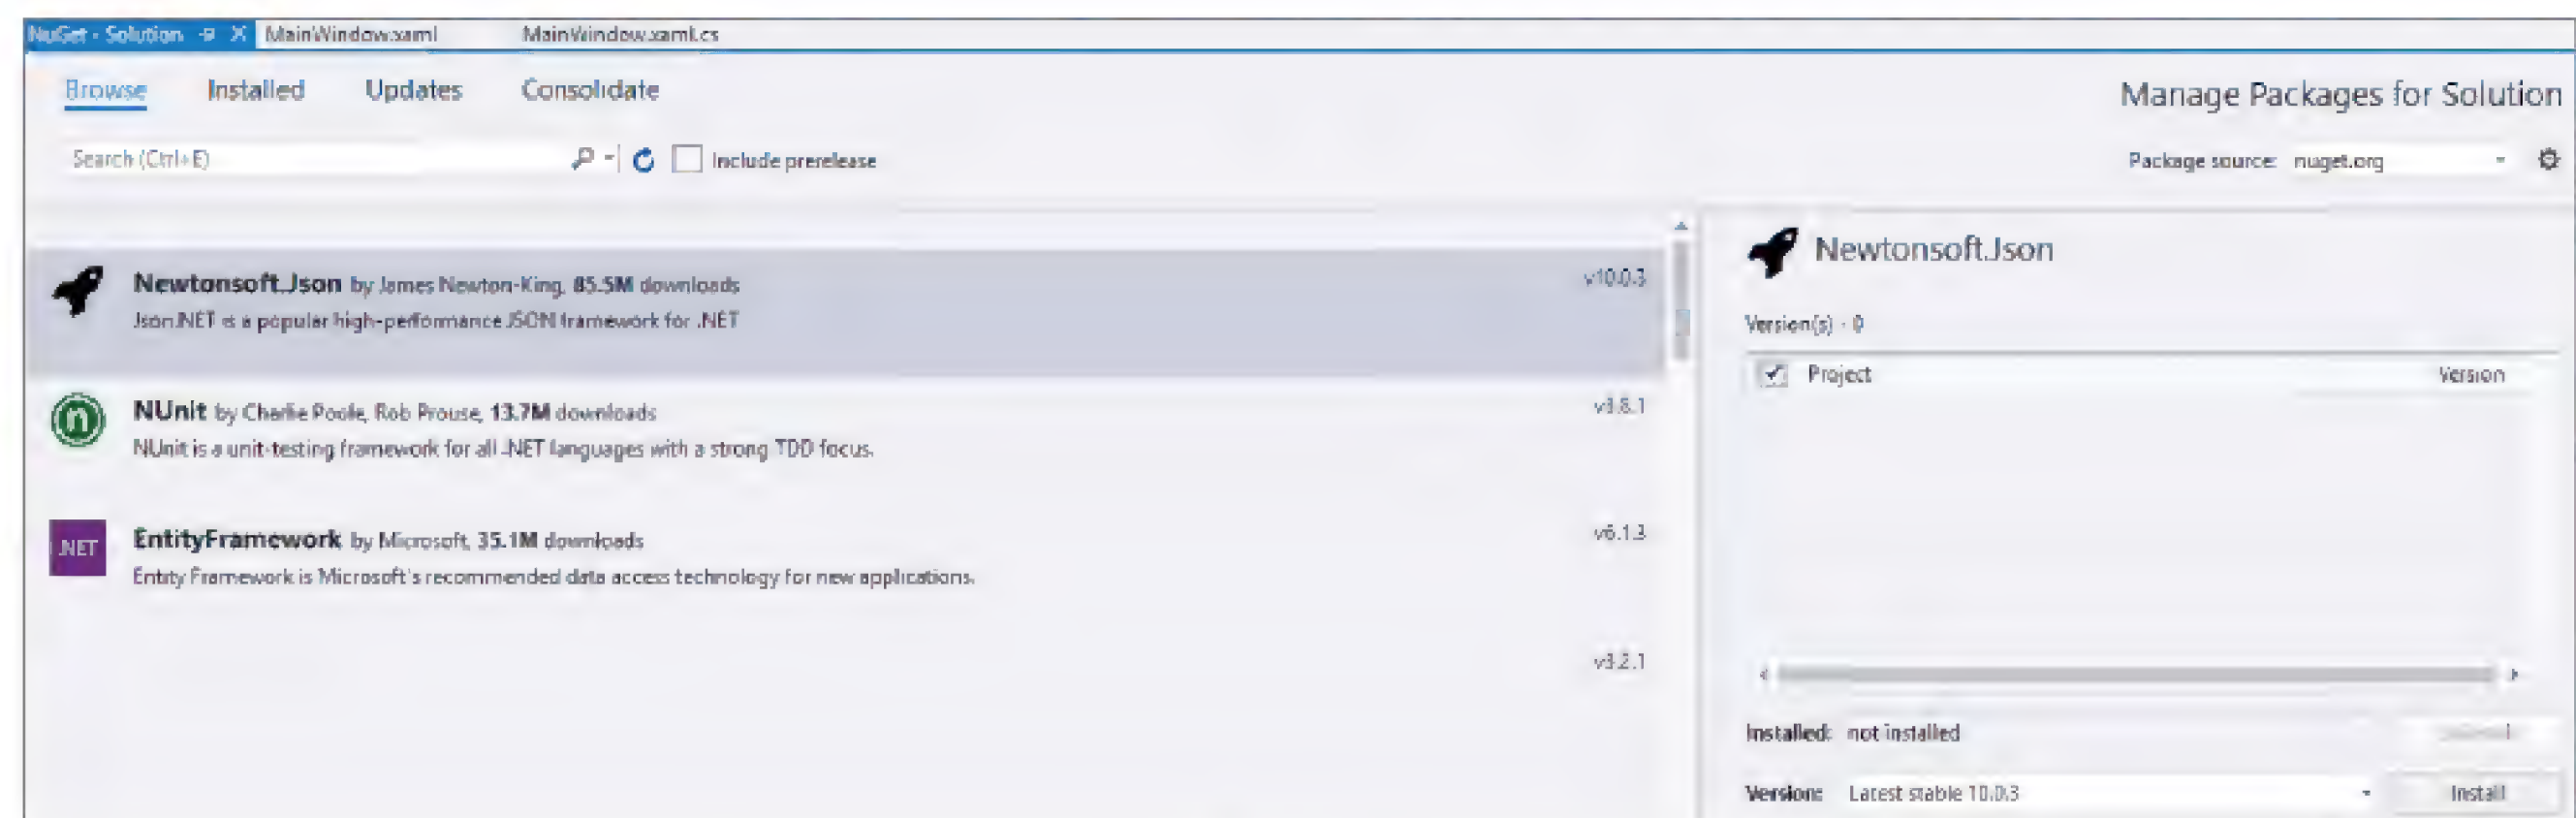 NuGet - Solution MainWindow.xaml MainWindow.xaml.cs
Browse Installed Updates Consolidate
Manage Packages for Solution
Search (Ctrl+E) Include prerelease
Package source: nuget.org
Newtonsoft.Json by James Newton-King, 85.5M downloads v10.0.3
Json.NET is a popular high-performance JSON framework for .NET
NUnit by Charlie Poole, Rob Prouse, 13.7M downloads v3.8.1
NUnit is a unit-testing framework for all .NET languages with a strong TDD focus.
.NET EntityFramework by Microsoft, 35.1M downloads v6.1.3
Entity Framework is Microsoft's recommended data access technology for new applications.
v3.2.1
Newtonsoft.Json
Version(s) - 0
Project Version
Installed: not installed
Version: Latest stable 10.0.3 Install